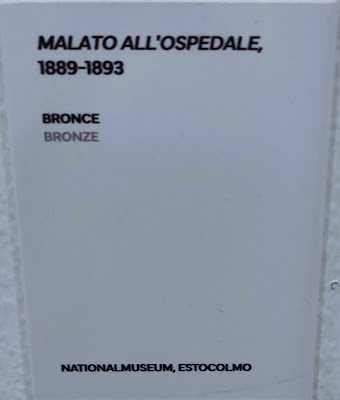 MALATO ALL'OSPEDALE,
1889-1893
BRONCE
BRONZE
NATIONALMUSEUM, ESTOCOLMO